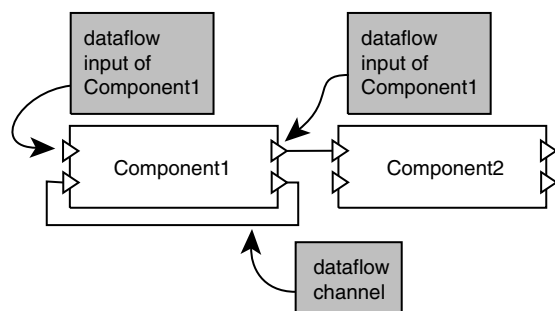 dataflow
input of
Component1
dataflow
input of
Component1
Component1
Component2
dataflow
channel